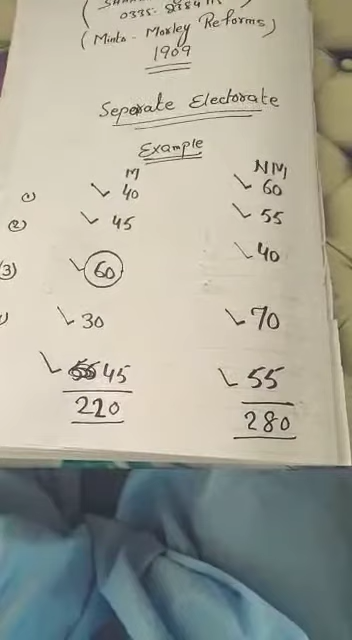 0335-
(Minto-Morley Reforms)
1909
Seperate Electorate
Example
M NM
(1) 40 60
(2) 45 55
(3) 60 40
30 70
45 55
220 280